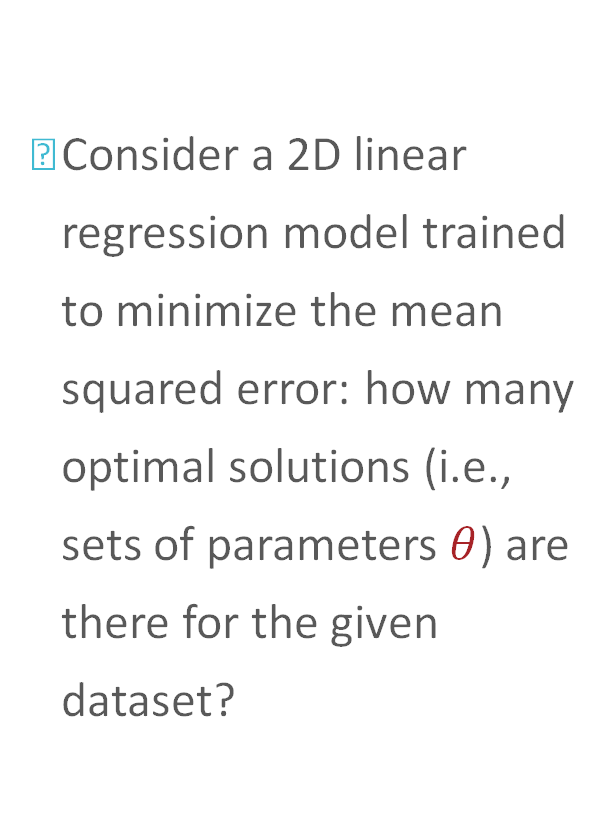 Consider a 2D linear
regression model trained
to minimize the mean
squared error: how many
optimal solutions (i.e.,
sets of parameters θ) are
there for the given
dataset?